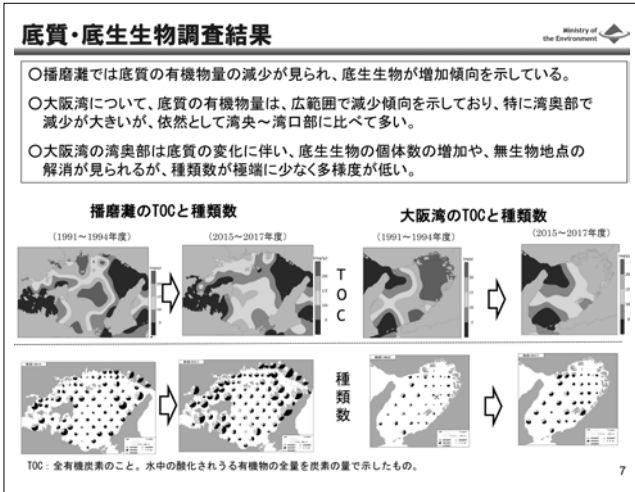 底質・底生生物調査結果
Ministry of
the Environment
○播磨灘では底質の有機物量の減少が見られ、底生生物が増加傾向を示している。
○大阪湾について、底質の有機物量は、広範囲で減少傾向を示しており、特に湾奥部で
減少が大きいが、依然として湾央～湾口部に比べて多い。
○大阪湾の湾奥部は底質の変化に伴い、底生生物の個体数の増加や、無生物地点の
解消が見られるが、種類数が極端に少なく多様度が低い。
播磨灘のTOCと種類数
大阪湾のTOCと種類数
（1991～1994年度）
（2015～2017年度）
（1991～1994年度）
（2015～2017年度）
TOC
種類数
TOC：全有機炭素のこと。水中の酸化されうる有機物の全量を炭素の量で示したもの。
7